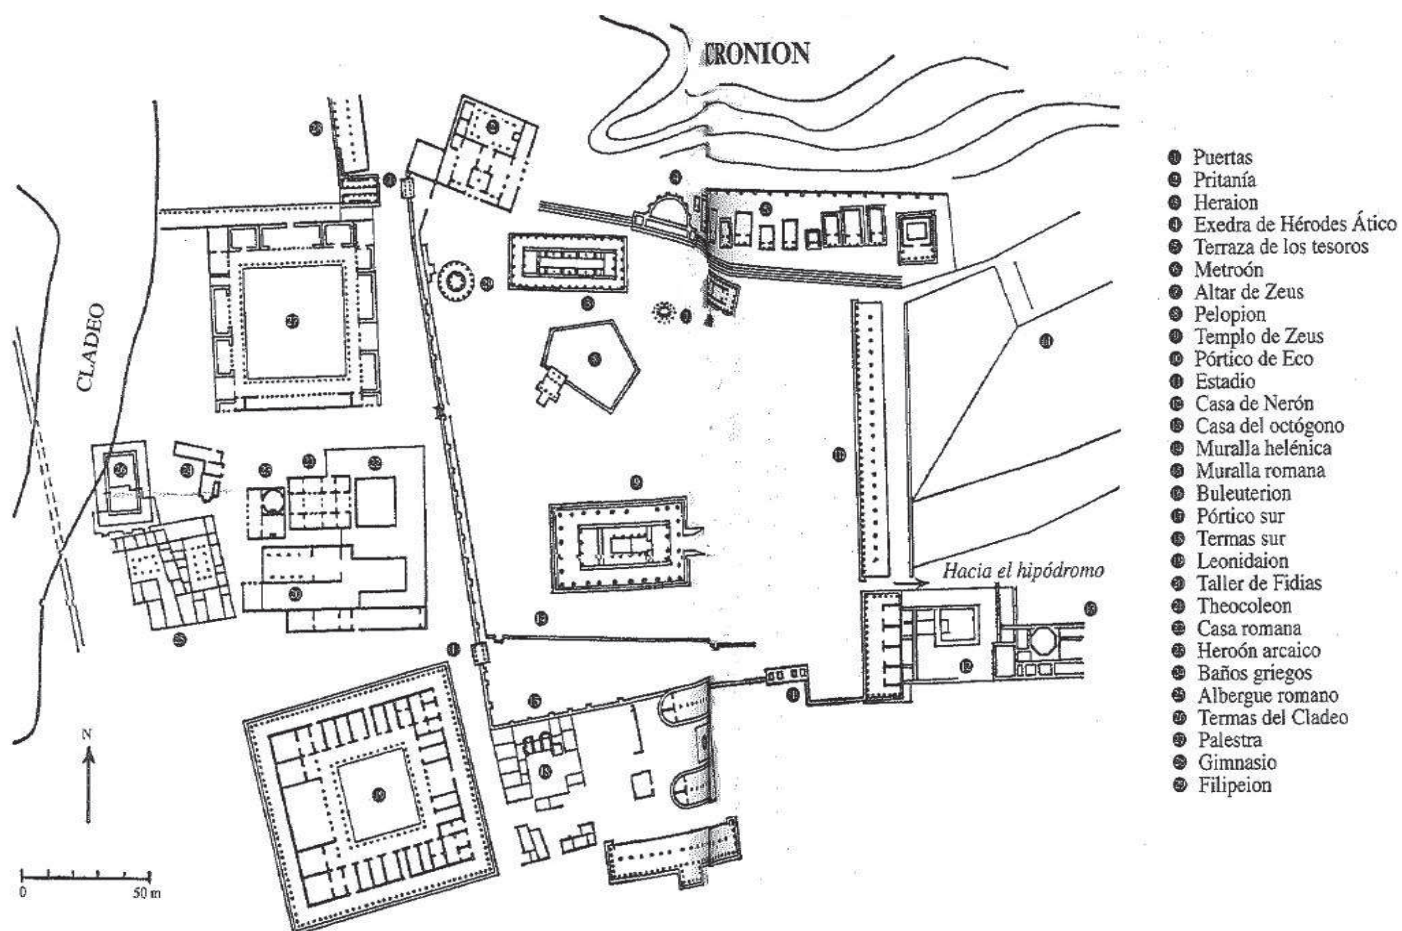 CRONION
CLADEO
Hacia el hipódromo
N
0 50 m
Puertas
Pritanía
Heraion
Exedra de Hérodes Ático
Terraza de los tesoros
Metroón
Altar de Zeus
Pelopion
Templo de Zeus
Pórtico de Eco
Estadio
Casa de Nerón
Casa del octógono
Muralla helénica
Muralla romana
Buleuterion
Pórtico sur
Termas sur
Leonidaion
Taller de Fidias
Theocoleon
Casa romana
Heroón arcaico
Baños griegos
Albergue romano
Termas del Cladeo
Palestra
Gimnasio
Filipeion